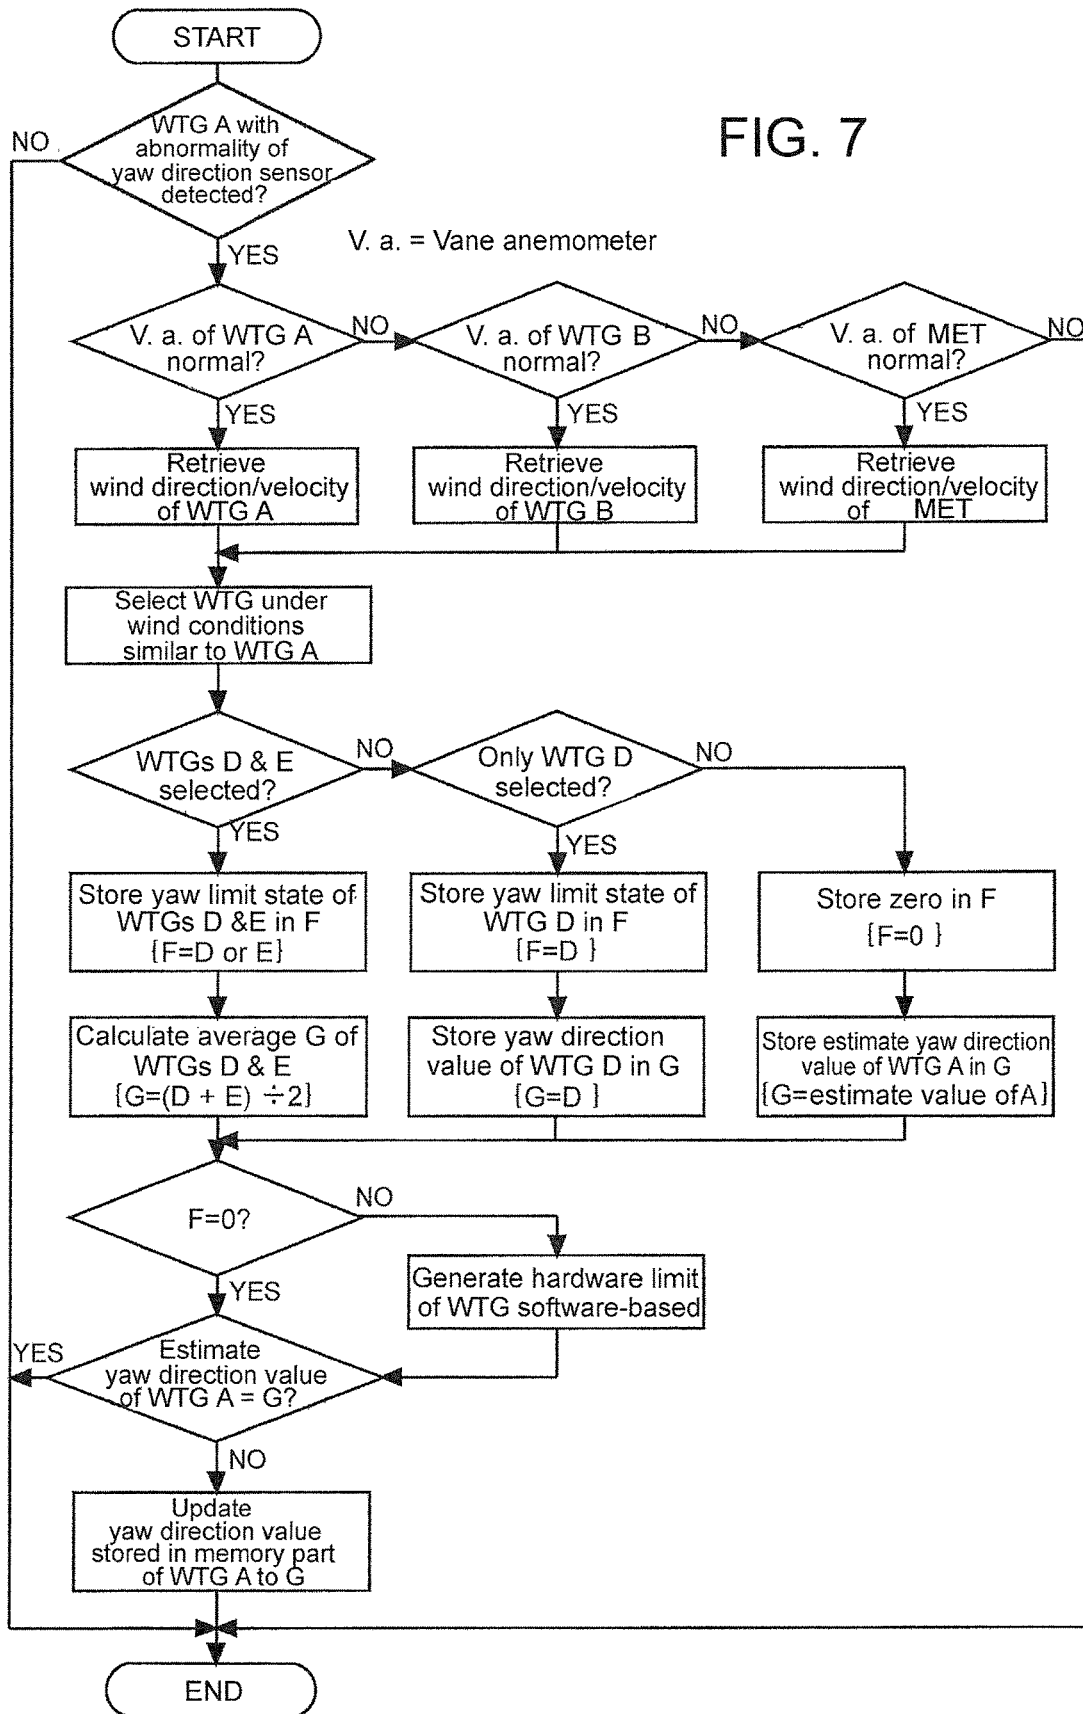 START
FIG. 7
WTG A with
abnormality of
yaw direction sensor
detected?
NO
YES
V. a. = Vane anemometer
V. a. of WTG A
normal?
NO
YES
V. a. of WTG B
normal?
NO
YES
V. a. of MET
normal?
NO
YES
Retrieve
wind direction/velocity
of WTG A
Retrieve
wind direction/velocity
of WTG B
Retrieve
wind direction/velocity
of MET
Select WTG under
wind conditions
similar to WTG A
WTGs D & E
selected?
NO
YES
Only WTG D
selected?
NO
YES
Store yaw limit state of
WTGs D &E in F
{F=D or E}
Store yaw limit state of
WTG D in F
{F=D }
Store zero in F
{F=0 }
Calculate average G of
WTGs D & E
{G=(D + E) ÷2}
Store yaw direction
value of WTG D in G
{G=D }
Store estimate yaw direction
value of WTG A in G
{G=estimate value of A}
F=0?
NO
YES
Generate hardware limit
of WTG software-based
Estimate
yaw direction value
of WTG A = G?
YES
NO
Update
yaw direction value
stored in memory part
of WTG A to G
END